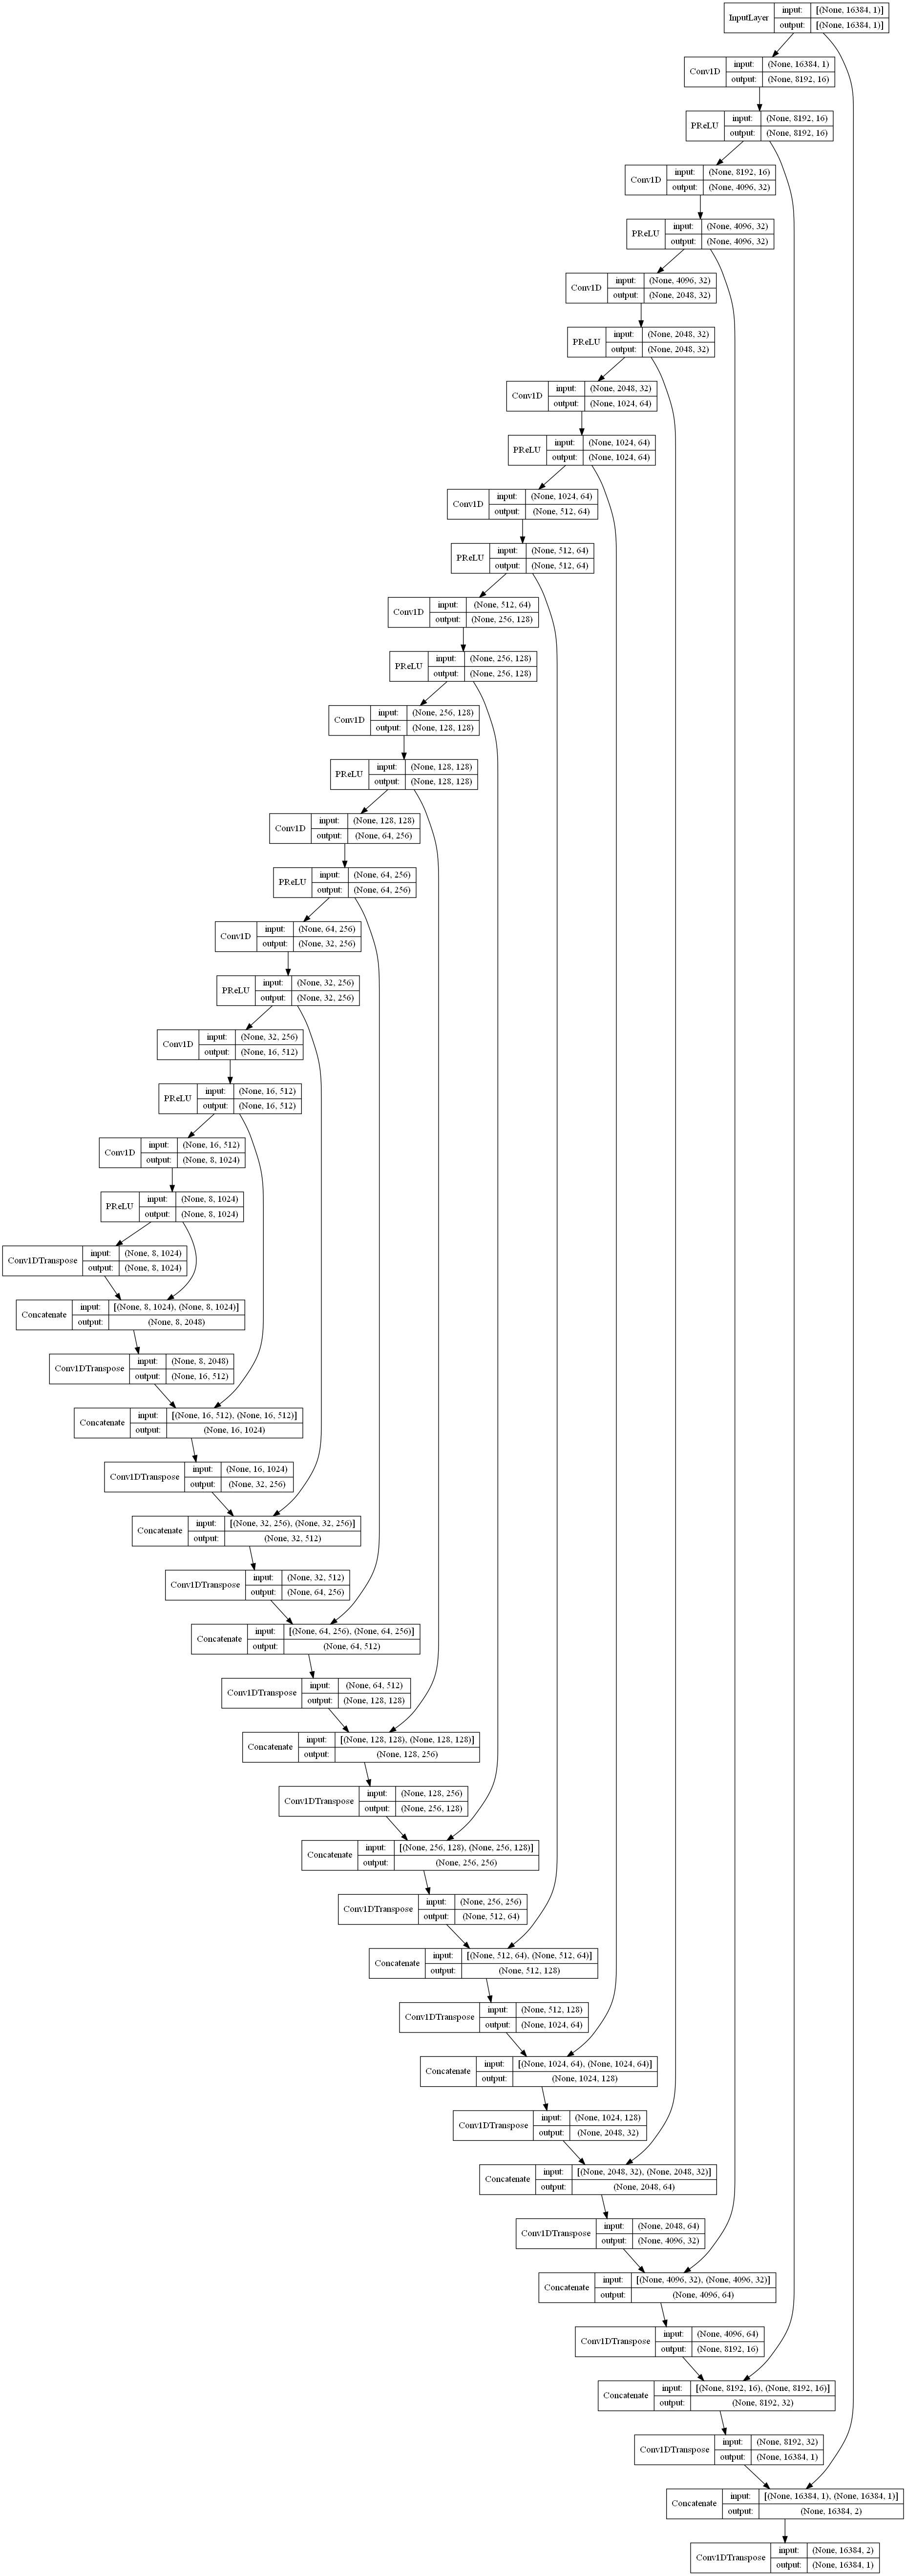 InputLayer input: [(None, 16384, 1)]
output: [(None, 16384, 1)]
Conv1D input: (None, 16384, 1)
output: (None, 8192, 16)
PReLU input: (None, 8192, 16)
output: (None, 8192, 16)
Conv1D input: (None, 8192, 16)
output: (None, 4096, 32)
PReLU input: (None, 4096, 32)
output: (None, 4096, 32)
Conv1D input: (None, 4096, 32)
output: (None, 2048, 32)
PReLU input: (None, 2048, 32)
output: (None, 2048, 32)
Conv1D input: (None, 2048, 32)
output: (None, 1024, 64)
PReLU input: (None, 1024, 64)
output: (None, 1024, 64)
Conv1D input: (None, 1024, 64)
output: (None, 512, 64)
PReLU input: (None, 512, 64)
output: (None, 512, 64)
Conv1D input: (None, 512, 64)
output: (None, 256, 128)
PReLU input: (None, 256, 128)
output: (None, 256, 128)
Conv1D input: (None, 256, 128)
output: (None, 128, 128)
PReLU input: (None, 128, 128)
output: (None, 128, 128)
Conv1D input: (None, 128, 128)
output: (None, 64, 256)
PReLU input: (None, 64, 256)
output: (None, 64, 256)
Conv1D input: (None, 64, 256)
output: (None, 32, 256)
PReLU input: (None, 32, 256)
output: (None, 32, 256)
Conv1D input: (None, 32, 256)
output: (None, 16, 512)
PReLU input: (None, 16, 512)
output: (None, 16, 512)
Conv1D input: (None, 16, 512)
output: (None, 8, 1024)
PReLU input: (None, 8, 1024)
output: (None, 8, 1024)
Conv1DTranspose input: (None, 8, 1024)
output: (None, 8, 1024)
Concatenate input: [(None, 8, 1024), (None, 8, 1024)]
output: (None, 8, 2048)
Conv1DTranspose input: (None, 8, 2048)
output: (None, 16, 512)
Concatenate input: [(None, 16, 512), (None, 16, 512)]
output: (None, 16, 1024)
Conv1DTranspose input: (None, 16, 1024)
output: (None, 32, 256)
Concatenate input: [(None, 32, 256), (None, 32, 256)]
output: (None, 32, 512)
Conv1DTranspose input: (None, 32, 512)
output: (None, 64, 256)
Concatenate input: [(None, 64, 256), (None, 64, 256)]
output: (None, 64, 512)
Conv1DTranspose input: (None, 64, 512)
output: (None, 128, 128)
Concatenate input: [(None, 128, 128), (None, 128, 128)]
output: (None, 128, 256)
Conv1DTranspose input: (None, 128, 256)
output: (None, 256, 128)
Concatenate input: [(None, 256, 128), (None, 256, 128)]
output: (None, 256, 256)
Conv1DTranspose input: (None, 256, 256)
output: (None, 512, 64)
Concatenate input: [(None, 512, 64), (None, 512, 64)]
output: (None, 512, 128)
Conv1DTranspose input: (None, 512, 128)
output: (None, 1024, 64)
Concatenate input: [(None, 1024, 64), (None, 1024, 64)]
output: (None, 1024, 128)
Conv1DTranspose input: (None, 1024, 128)
output: (None, 2048, 32)
Concatenate input: [(None, 2048, 32), (None, 2048, 32)]
output: (None, 2048, 64)
Conv1DTranspose input: (None, 2048, 64)
output: (None, 4096, 32)
Concatenate input: [(None, 4096, 32), (None, 4096, 32)]
output: (None, 4096, 64)
Conv1DTranspose input: (None, 4096, 64)
output: (None, 8192, 16)
Concatenate input: [(None, 8192, 16), (None, 8192, 16)]
output: (None, 8192, 32)
Conv1DTranspose input: (None, 8192, 32)
output: (None, 16384, 1)
Concatenate input: [(None, 16384, 1), (None, 16384, 1)]
output: (None, 16384, 2)
Conv1DTranspose input: (None, 16384, 2)
output: (None, 16384, 1)